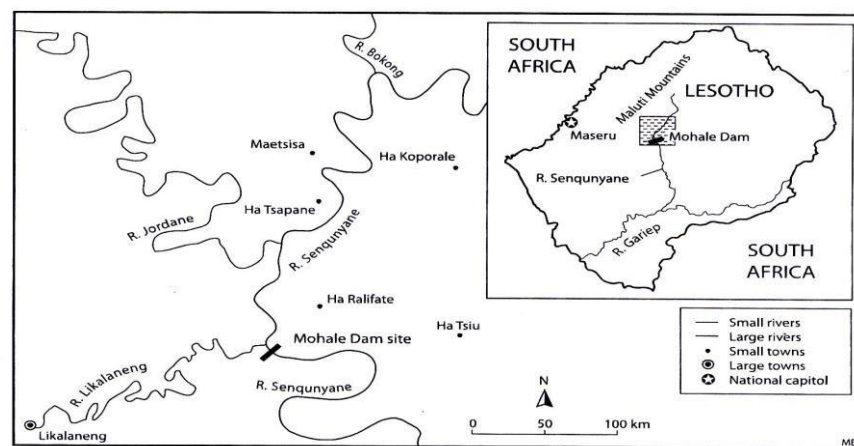 R. Bokong
Maetsisa
Ha Koporale
Ha Tsapane
R. Jordane
R. Senqunyane
Ha Ralifate
Ha Tsiu
Mohale Dam site
R. Likalaneng
R. Senqunyane
Likalaneng
N
0 50 100 km
SOUTH
AFRICA
Maluti Mountains
LESOTHO
Maseru
Mohale Dam
R. Senqunyane
R. Gariep
SOUTH
AFRICA
Small rivers
Large rivers
Small towns
Large towns
National capitol